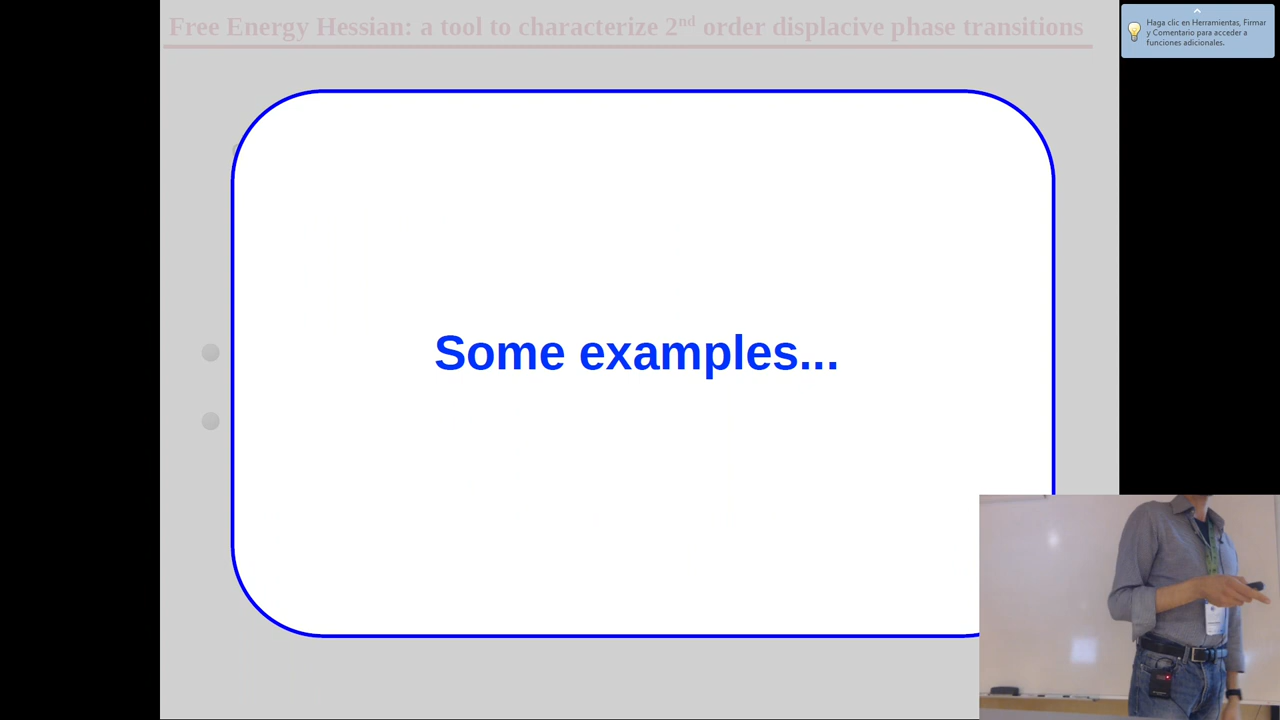 Free Energy Hessian: a tool to characterize 2nd order displacive phase transitions
Haga clic en Herramientas, Firmar
y Comentario para acceder a
funciones adicionales.
Some examples...